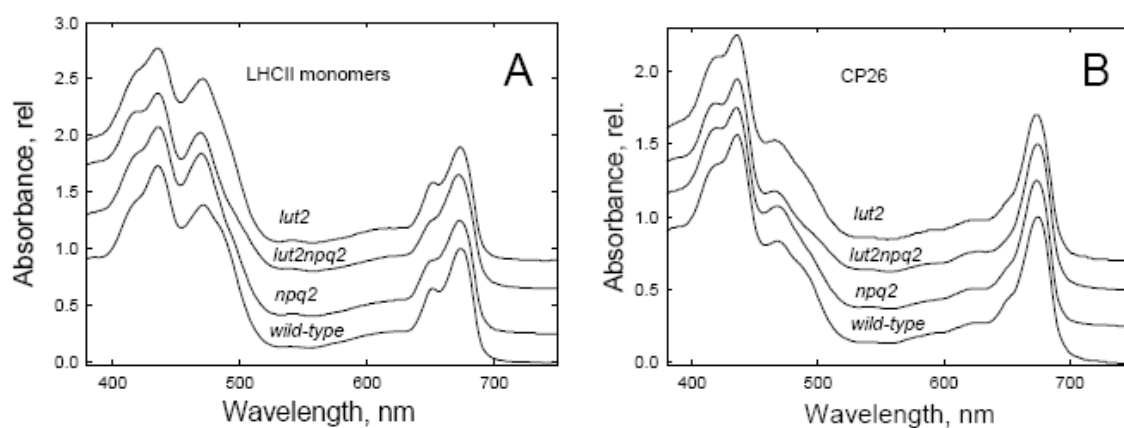 3.0
2.5
2.0
1.5
1.0
0.5
0.0
Absorbance, rel
LHCII monomers
A
lut2
lut2npq2
npq2
wild-type
400
500
600
700
Wavelength, nm
2.0
1.5
1.0
0.5
0.0
Absorbance, rel.
CP26
B
lut2
lut2npq2
npq2
wild-type
400
500
600
700
Wavelength, nm